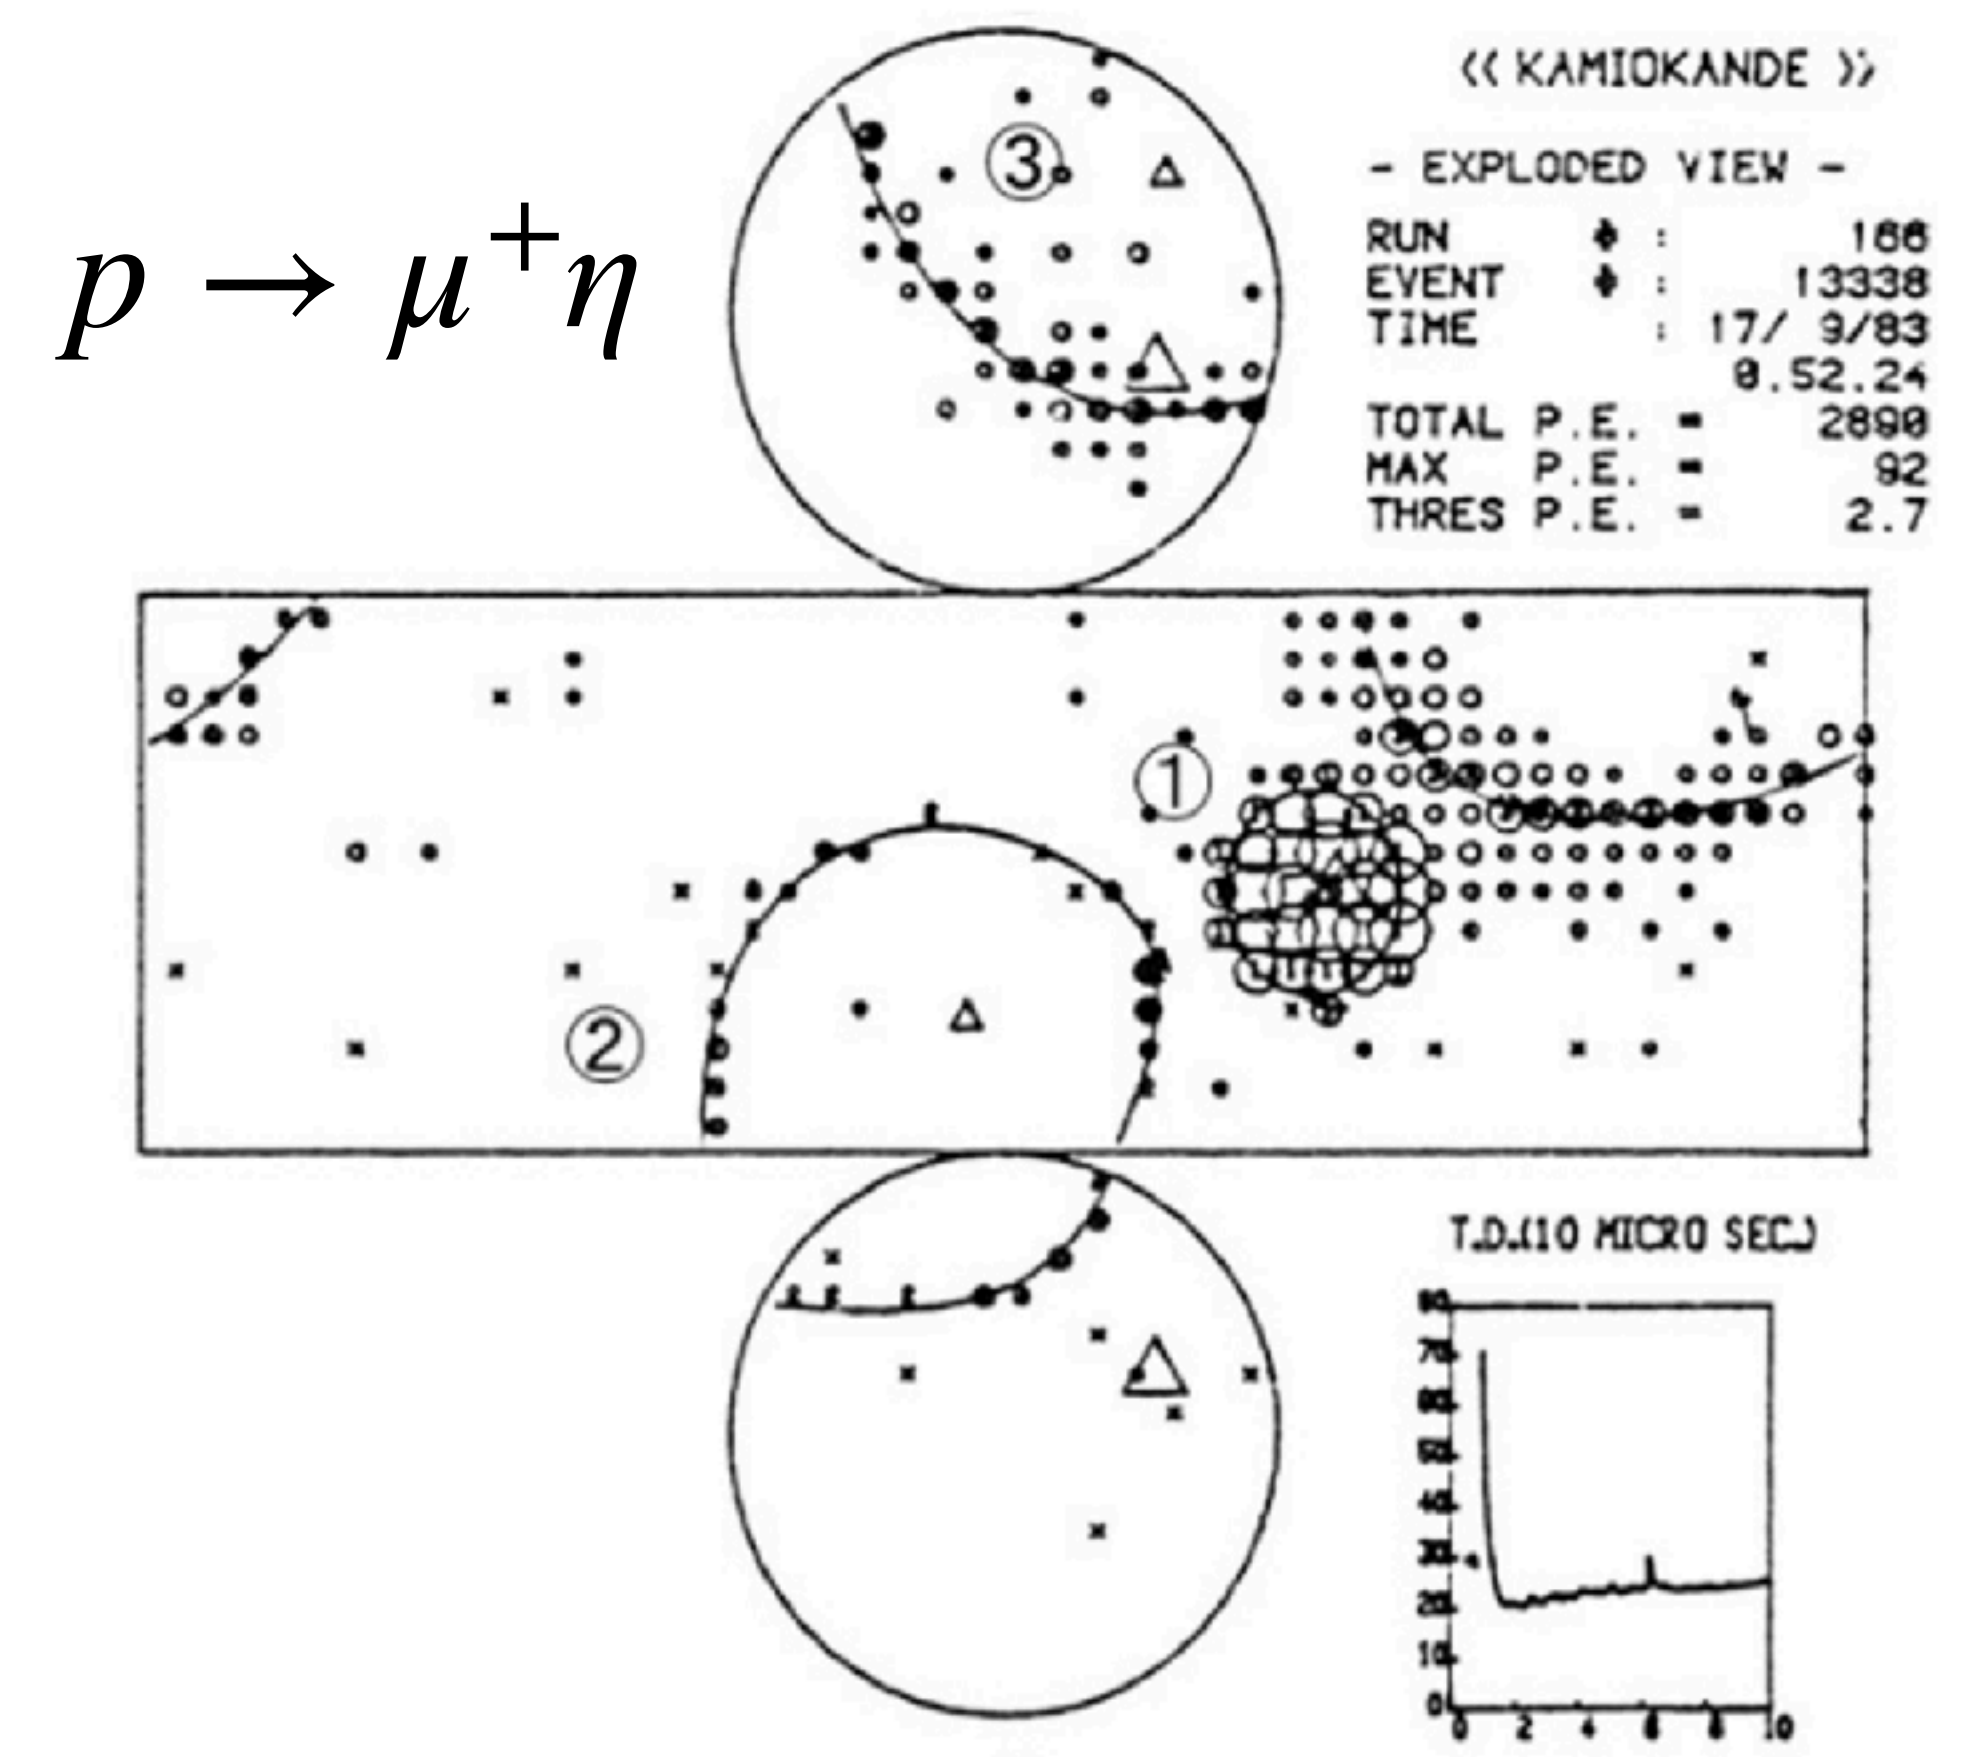 p → μ⁺η
③
<< KAMIOKANDE >>
- EXPLODED VIEW -
RUN # : 166
EVENT # : 13338
TIME : 17/ 9/83
0.52.24
TOTAL P.E. = 2890
MAX P.E. = 92
THRES P.E. = 2.7
①
②
T.D.(10 MICRO SEC.)
80
70
60
50
40
30
20
10
0
0 2 4 6 8 10